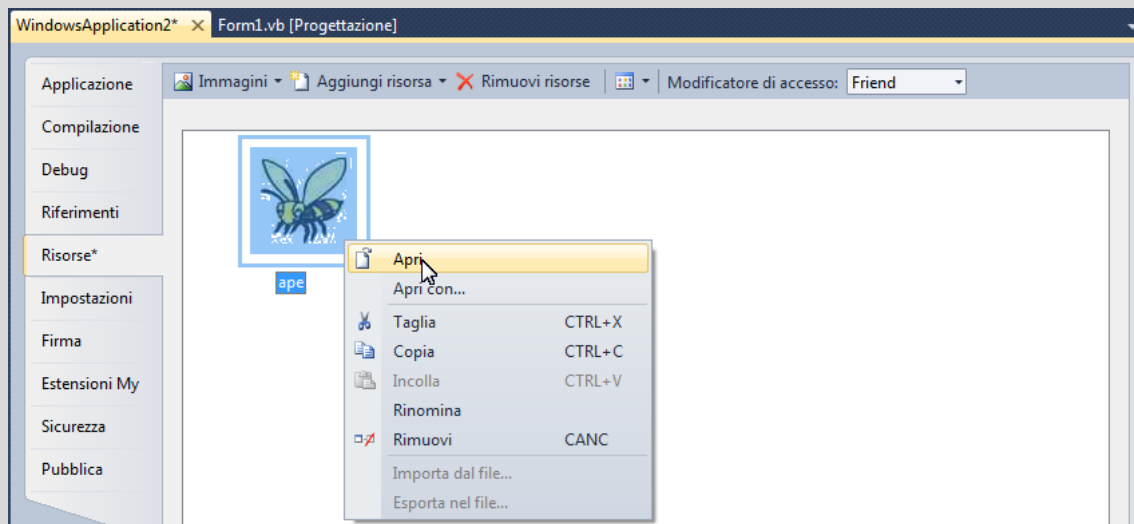 WindowsApplication2* Form1.vb [Progettazione]
Immagini Aggiungi risorsa Rimuovi risorse Modificatore di accesso: Friend
Applicazione
Compilazione
Debug
Riferimenti
Risorse*
Impostazioni
Firma
Estensioni My
Sicurezza
Pubblica
ape
Apri
Apri con...
Taglia CTRL+X
Copia CTRL+C
Incolla CTRL+V
Rinomina
Rimuovi CANC
Importa dal file...
Esporta nel file...